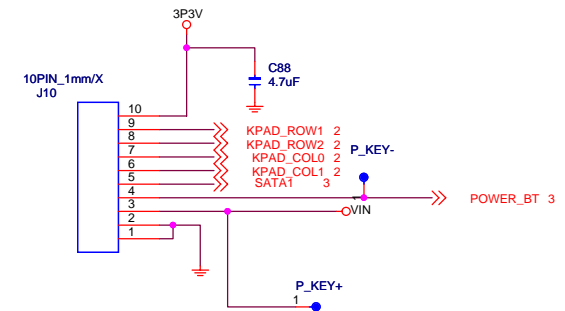 3P3V
C88
4.7uF
10PIN_1mm/X
J10
10
9
KPAD_ROW1 2
8
KPAD_ROW2 2
P_KEY-
7
KPAD_COL0 2
6
KPAD_COL1 2
5
SATA1 3
4
POWER_BT 3
3
VIN
2
1
P_KEY+
1